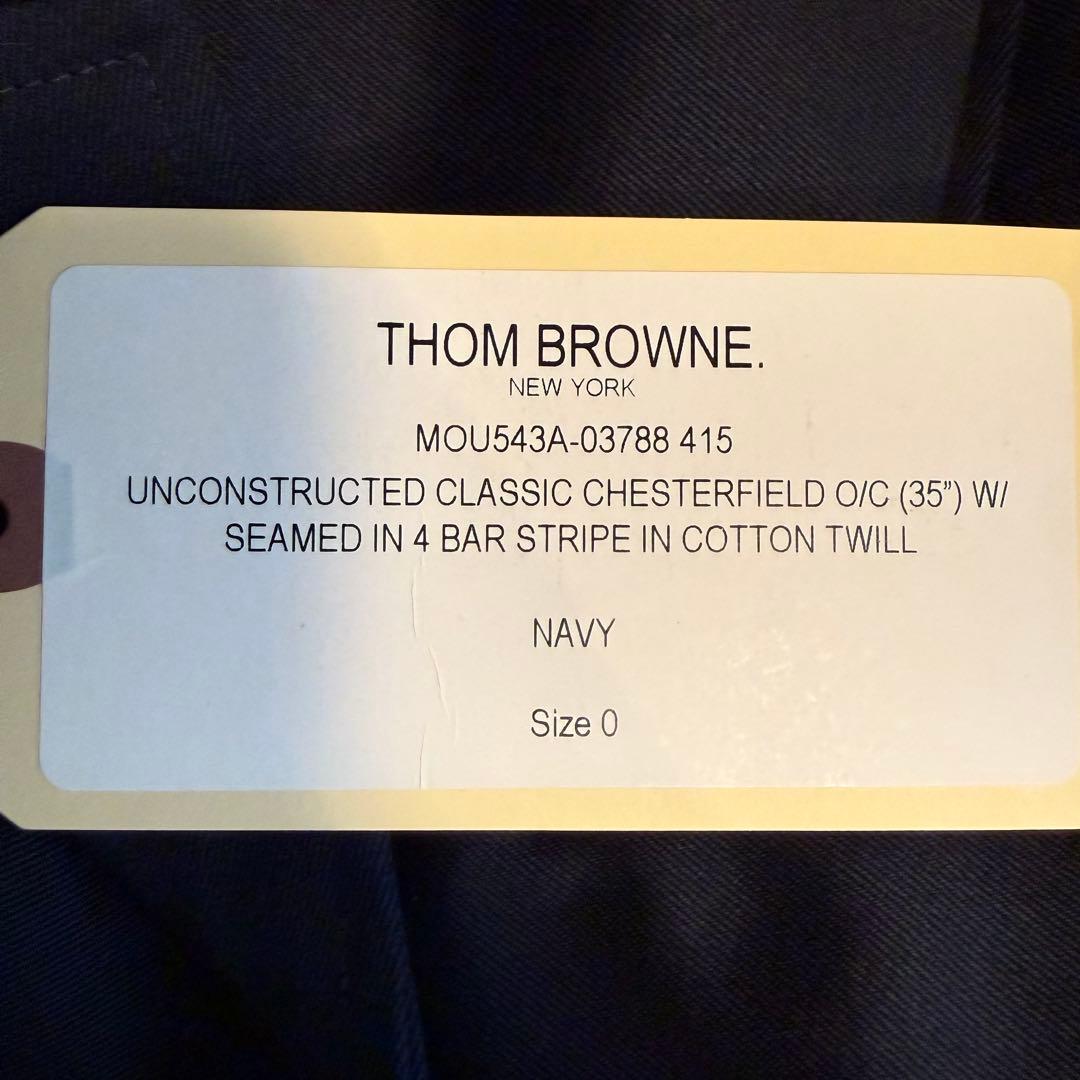 THOM BROWNE.
NEW YORK
MOU543A-03788 415
UNCONSTRUCTED CLASSIC CHESTERFIELD O/C (35”) W/
SEAMED IN 4 BAR STRIPE IN COTTON TWILL
NAVY
Size 0